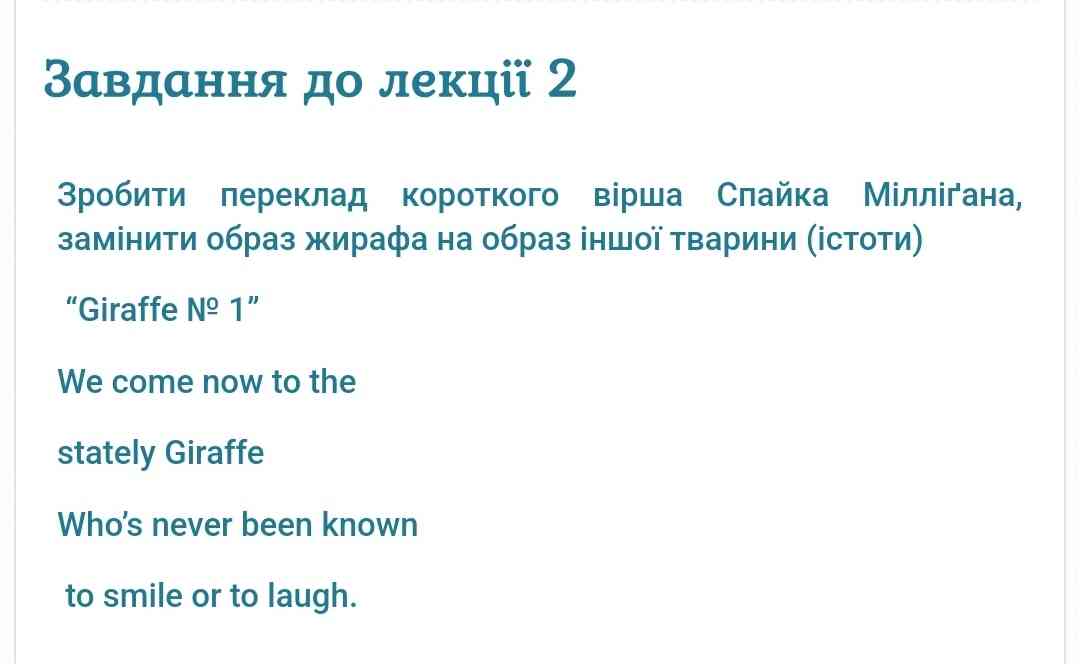 Завдання до лекції 2
Зробити переклад короткого вірша Спайка Мілліґана,
замінити образ жирафа на образ іншої тварини (істоти)
“Giraffe № 1”
We come now to the
stately Giraffe
Who’s never been known
to smile or to laugh.